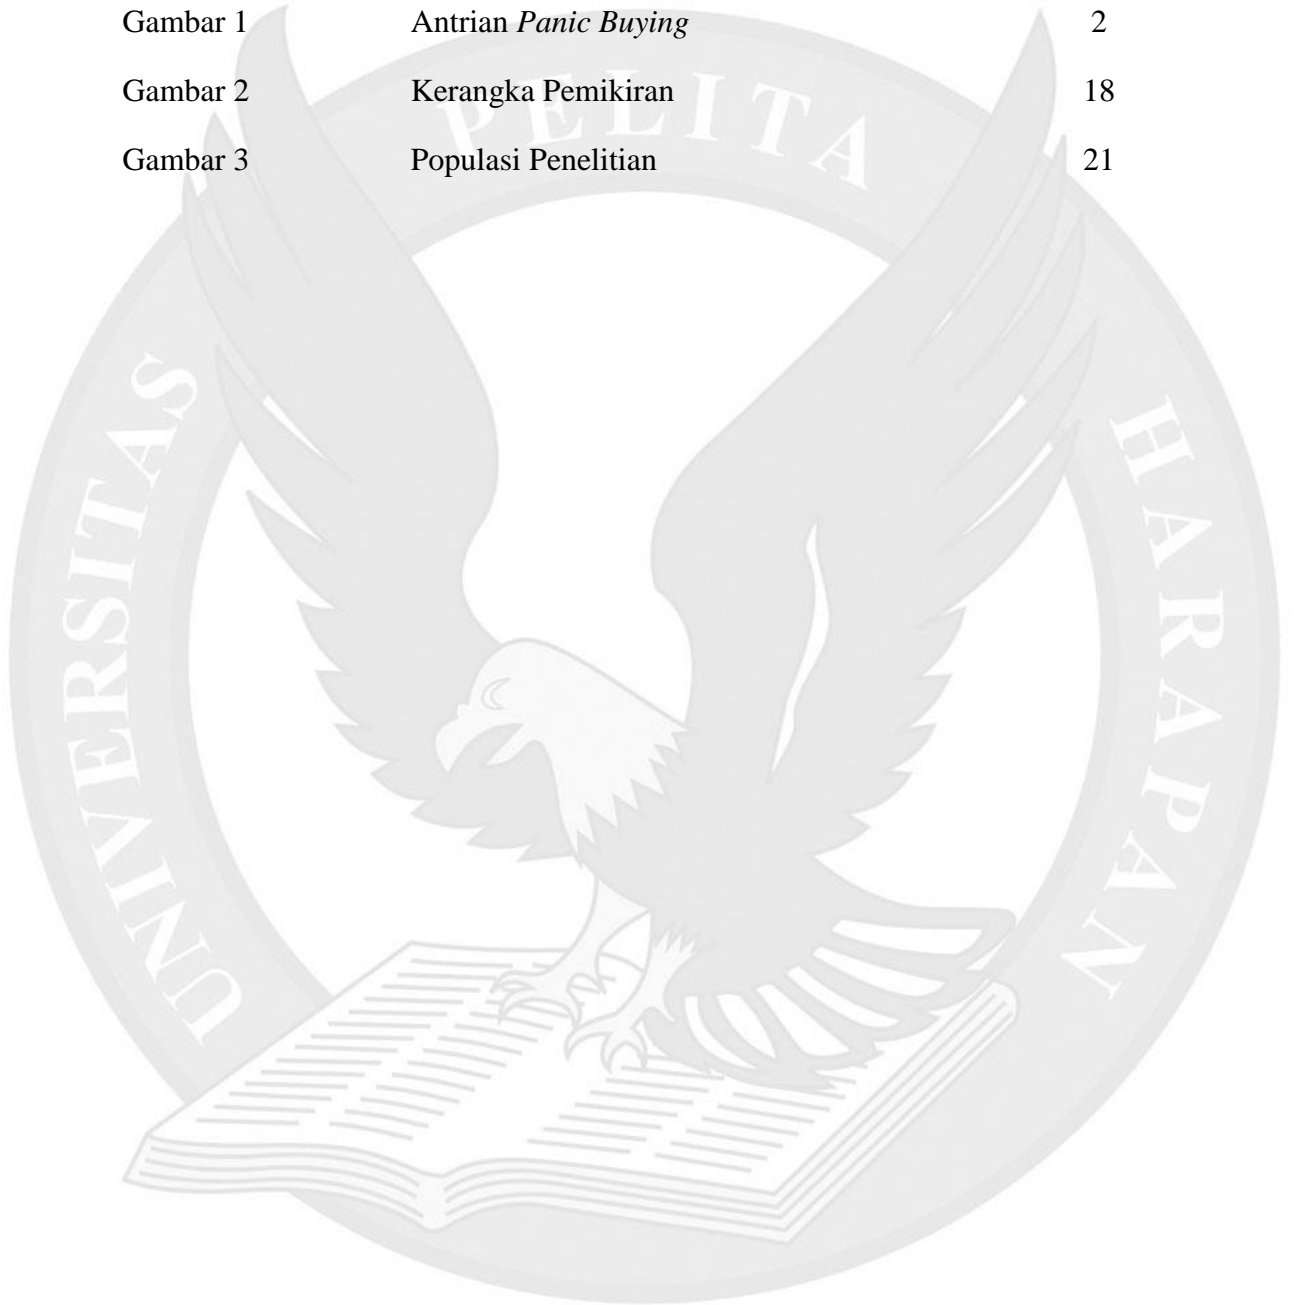 Gambar 1 Antrian Panic Buying 2
Gambar 2 Kerangka Pemikiran 18
Gambar 3 Populasi Penelitian 21
UNIVERSITAS PELITA HARAPAN